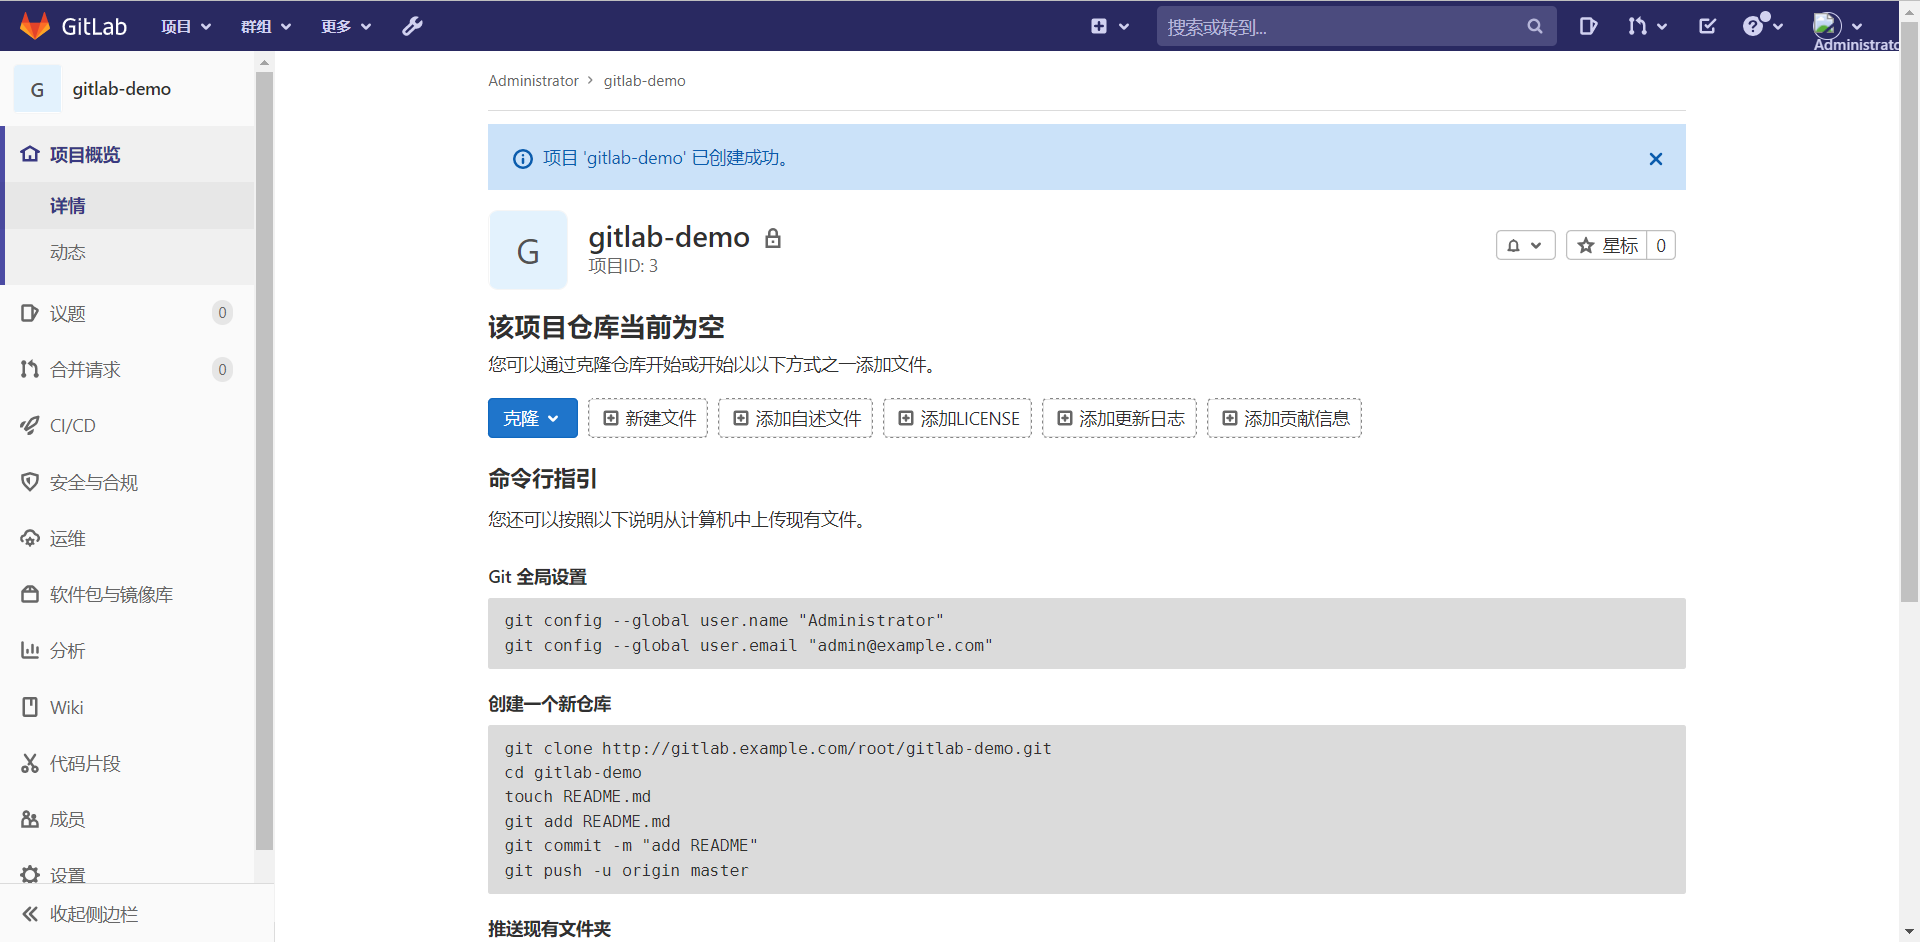 GitLab 项目 群组 更多 搜索或转到... Administrato
G gitlab-demo
项目概览
详情
动态
议题 0
合并请求 0
CI/CD
安全与合规
运维
软件包与镜像库
分析
Wiki
代码片段
成员
设置
收起侧边栏
Administrator > gitlab-demo
项目 'gitlab-demo' 已创建成功。
G gitlab-demo
项目ID: 3
星标 0
该项目仓库当前为空
您可以通过克隆仓库开始或开始以以下方式之一添加文件。
克隆 新建文件 添加自述文件 添加LICENSE 添加更新日志 添加贡献信息
命令行指引
您还可以按照以下说明从计算机中上传现有文件。
Git 全局设置
git config --global user.name "Administrator"
git config --global user.email "admin@example.com"
创建一个新仓库
git clone http://gitlab.example.com/root/gitlab-demo.git
cd gitlab-demo
touch README.md
git add README.md
git commit -m "add README"
git push -u origin master
推送现有文件夹